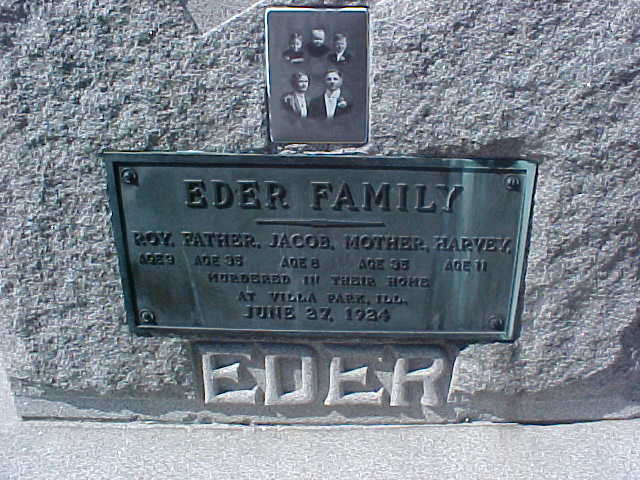 EDER FAMILY
ROY, FATHER, JACOB, MOTHER, HARVEY,
AGE 9 AGE 36 AGE 8 AGE 35 AGE 11
MURDERED IN THEIR HOME
AT VILLA PARK, ILL.
JUNE 27, 1924
EDER